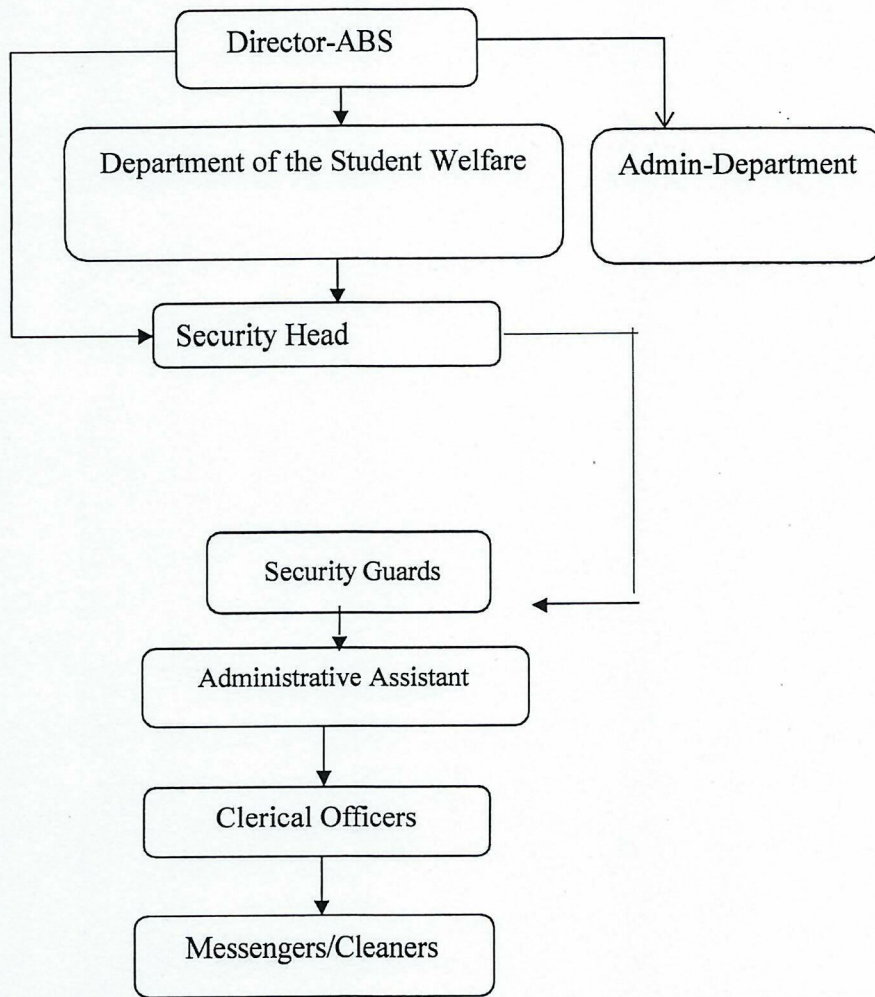 Director-ABS
Department of the Student Welfare
Admin-Department
Security Head
Security Guards
Administrative Assistant
Clerical Officers
Messengers/Cleaners